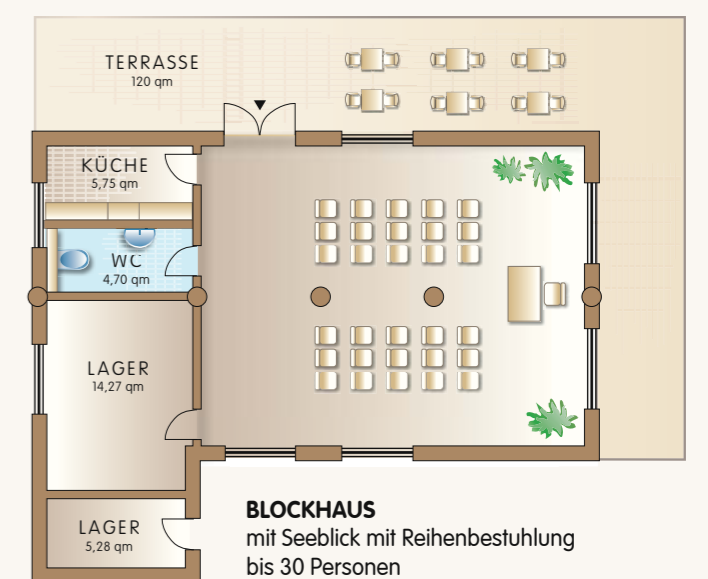 TERRASSE
120 qm
KÜCHE
5,75 qm
WC
4,70 qm
LAGER
14,27 qm
LAGER
5,28 qm
BLOCKHAUS
mit Seeblick mit Reihenbestuhlung
bis 30 Personen